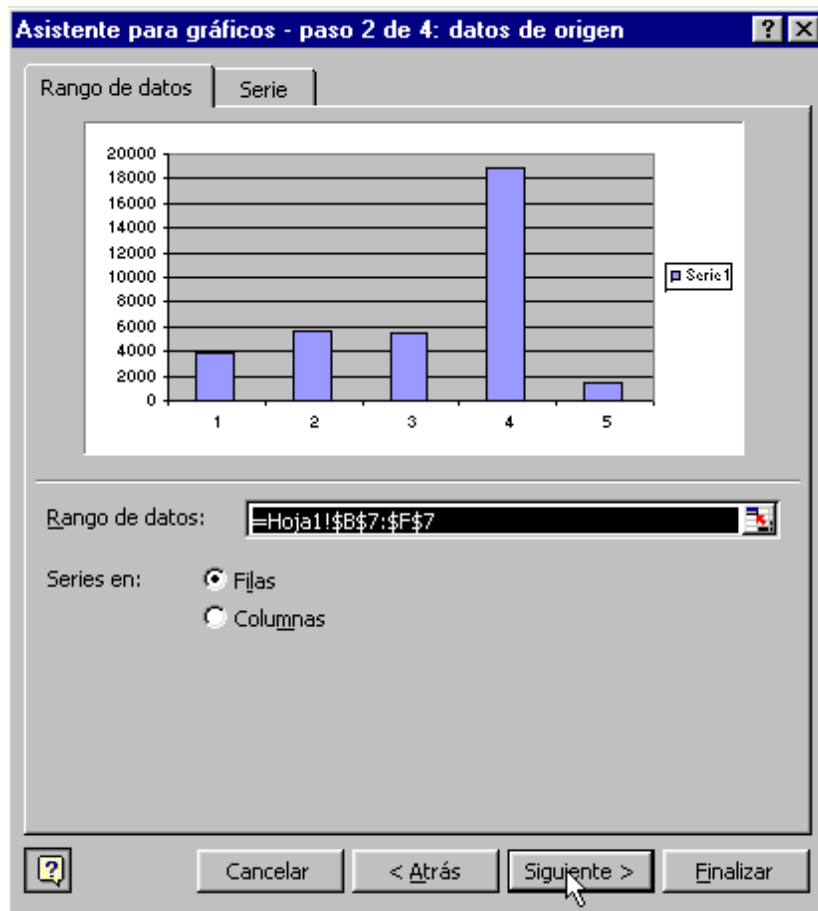 Asistente para gráficos - paso 2 de 4: datos de origen
Rango de datos Serie
20000
18000
16000
14000
12000
10000
8000
6000
4000
2000
0
1 2 3 4 5
Serie1
Rango de datos: =Hoja1!$B$7:$F$7
Series en: Filas
Columnas
Cancelar < Atrás Siguiente > Finalizar